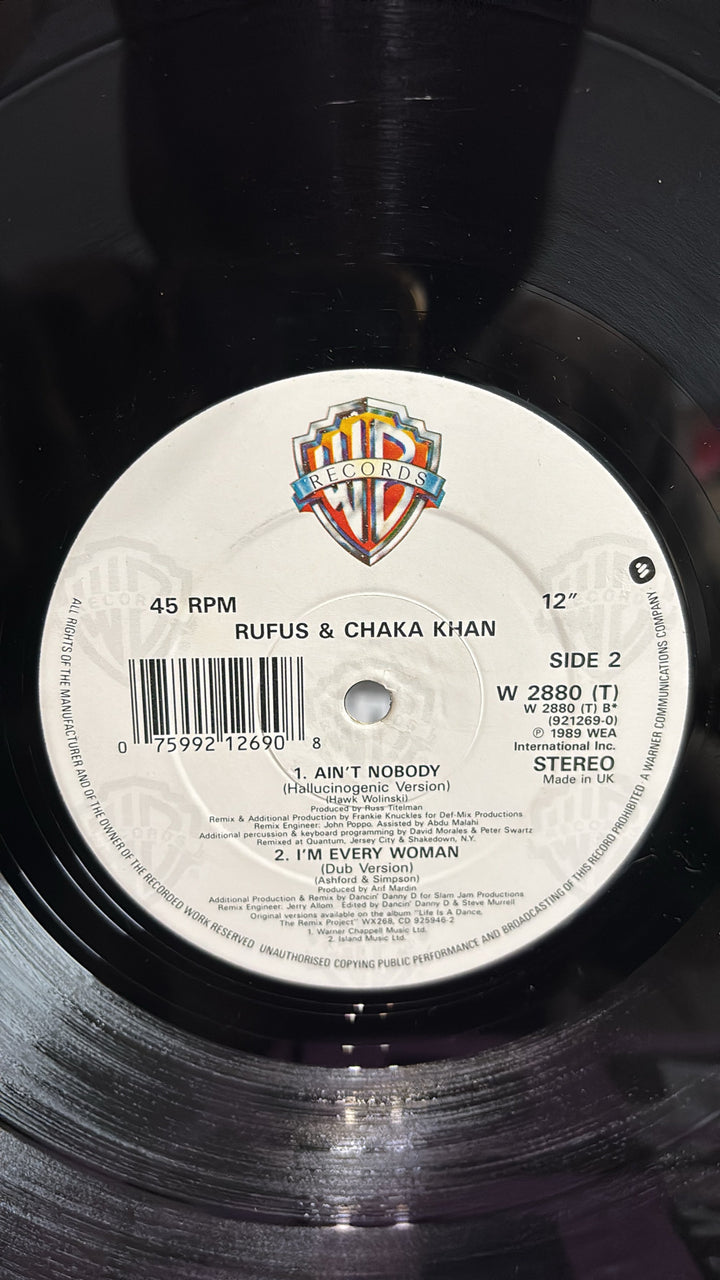 WB
RECORDS
45 RPM
12"
RUFUS & CHAKA KHAN
SIDE 2
W 2880 (T)
W 2880 (T) B*
(921269-0)
℗ 1989 WEA
International Inc.
STEREO
Made in UK
0 75992 12690 8
1. AIN'T NOBODY
(Hallucinogenic Version)
(Hawk Wolinski)
Produced by Russ Titelman
Remix & Additional Production by Frankie Knuckles for Def-Mix Productions
Remix Engineer: John Poppo. Assisted by Abdu Malahi
Additional percussion & keyboard programming by David Morales & Peter Swartz
Remixed at Quantum, Jersey City & Shakedown, N.Y.
2. I'M EVERY WOMAN
(Dub Version)
(Ashford & Simpson)
Produced by Arif Mardin
Additional Production & Remix by Dancin' Danny D for Slam Jam Productions
Remix Engineer: Jerry Allom Edited by Dancin' Danny D & Steve Murrell
Original versions available on the album "Life Is A Dance,
The Remix Project" WX268, CD 925946-2
1. Warner Chappell Music Ltd.
2. Island Music Ltd.
ALL RIGHTS OF THE MANUFACTURER AND OF THE OWNER OF THE RECORDED WORK RESERVED UNAUTHORISED COPYING PUBLIC PERFORMANCE AND BROADCASTING OF THIS RECORD PROHIBITED. A WARNER COMMUNICATIONS COMPANY.